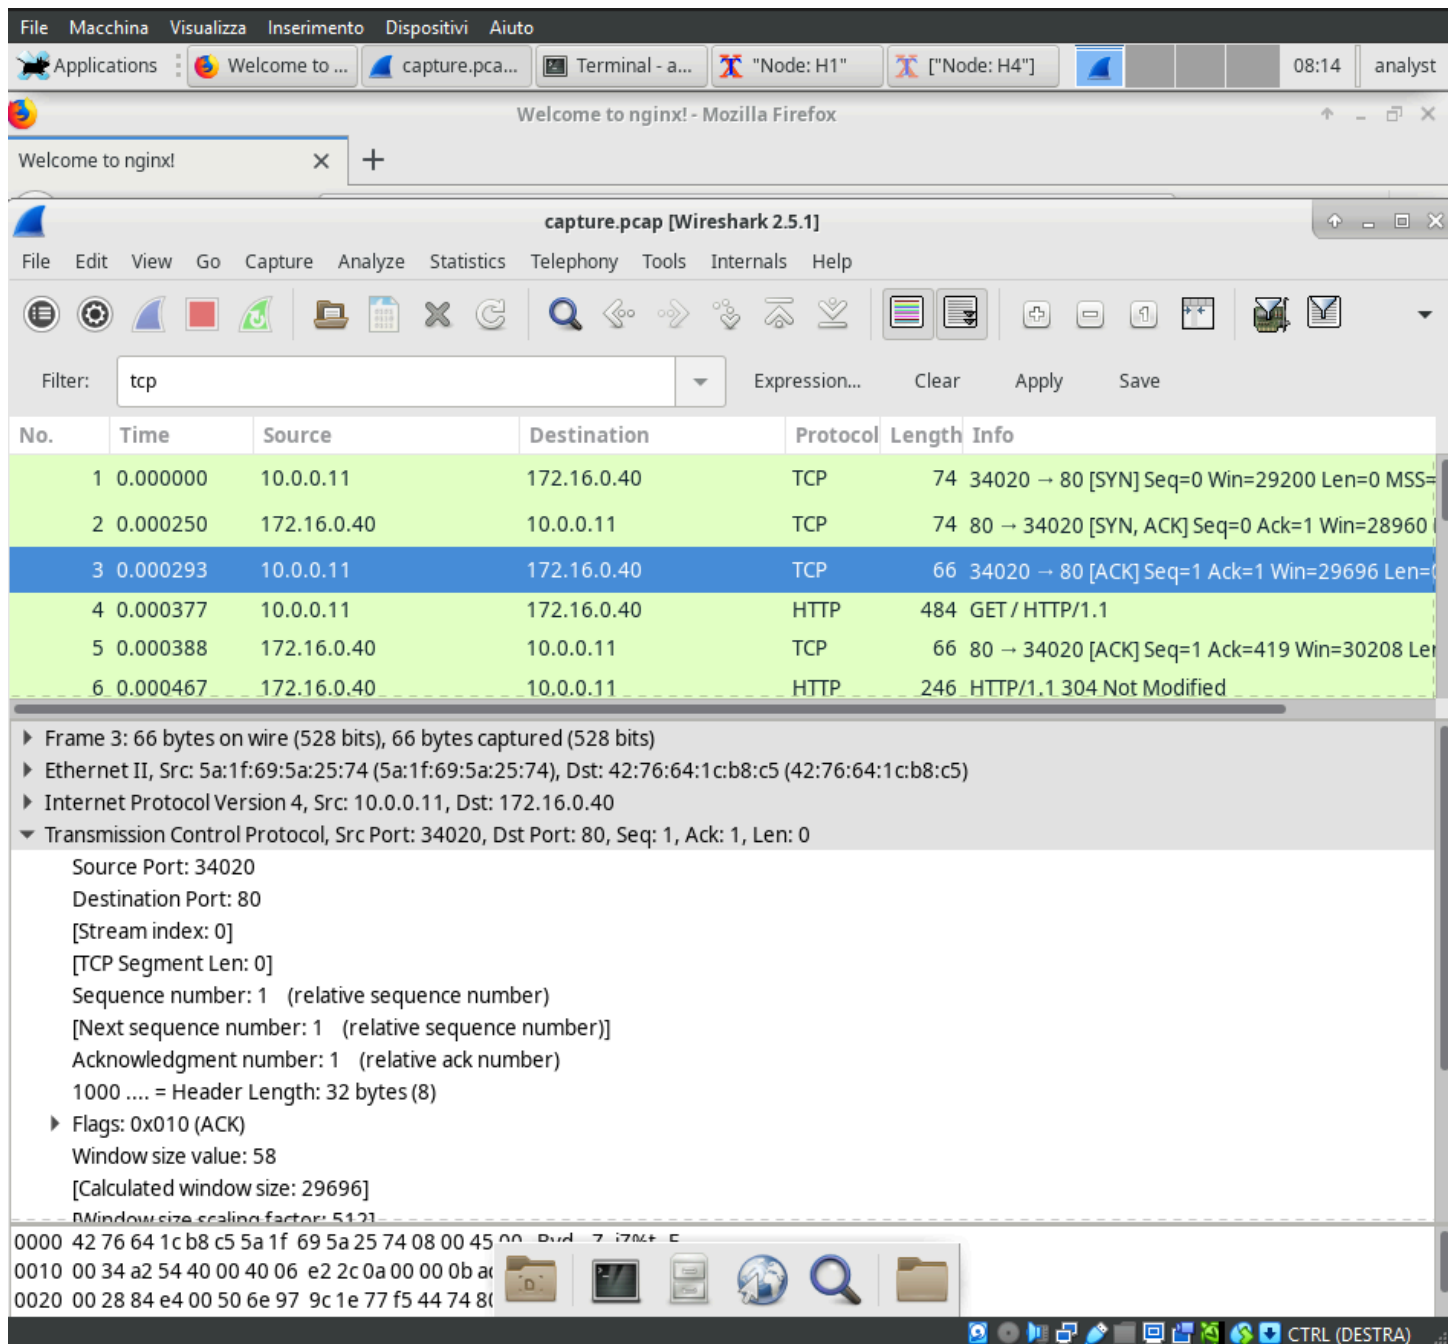 File Macchina Visualizza Inserimento Dispositivi Aiuto
Applications Welcome to ... capture.pca... Terminal - a... "Node: H1" ["Node: H4"] 08:14 analyst
Welcome to nginx! - Mozilla Firefox
Welcome to nginx!
capture.pcap [Wireshark 2.5.1]
File Edit View Go Capture Analyze Statistics Telephony Tools Internals Help
Filter: tcp Expression... Clear Apply Save
No. Time Source Destination Protocol Length Info
1 0.000000 10.0.0.11 172.16.0.40 TCP 74 34020 → 80 [SYN] Seq=0 Win=29200 Len=0 MSS=
2 0.000250 172.16.0.40 10.0.0.11 TCP 74 80 → 34020 [SYN, ACK] Seq=0 Ack=1 Win=28960
3 0.000293 10.0.0.11 172.16.0.40 TCP 66 34020 → 80 [ACK] Seq=1 Ack=1 Win=29696 Len=
4 0.000377 10.0.0.11 172.16.0.40 HTTP 484 GET / HTTP/1.1
5 0.000388 172.16.0.40 10.0.0.11 TCP 66 80 → 34020 [ACK] Seq=1 Ack=419 Win=30208 Le
6 0.000467 172.16.0.40 10.0.0.11 HTTP 246 HTTP/1.1 304 Not Modified
Frame 3: 66 bytes on wire (528 bits), 66 bytes captured (528 bits)
Ethernet II, Src: 5a:1f:69:5a:25:74 (5a:1f:69:5a:25:74), Dst: 42:76:64:1c:b8:c5 (42:76:64:1c:b8:c5)
Internet Protocol Version 4, Src: 10.0.0.11, Dst: 172.16.0.40
Transmission Control Protocol, Src Port: 34020, Dst Port: 80, Seq: 1, Ack: 1, Len: 0
Source Port: 34020
Destination Port: 80
[Stream index: 0]
[TCP Segment Len: 0]
Sequence number: 1 (relative sequence number)
[Next sequence number: 1 (relative sequence number)]
Acknowledgment number: 1 (relative ack number)
1000 .... = Header Length: 32 bytes (8)
Flags: 0x010 (ACK)
Window size value: 58
[Calculated window size: 29696]
[Window size scaling factor: 512]
0000 42 76 64 1c b8 c5 5a 1f 69 5a 25 74 08 00 45 00
0010 00 34 a2 54 40 00 40 06 e2 2c 0a 00 00 0b
0020 00 28 84 e4 00 50 6e 97 9c 1e 77 f5 44 74
CTRL (DESTRA)